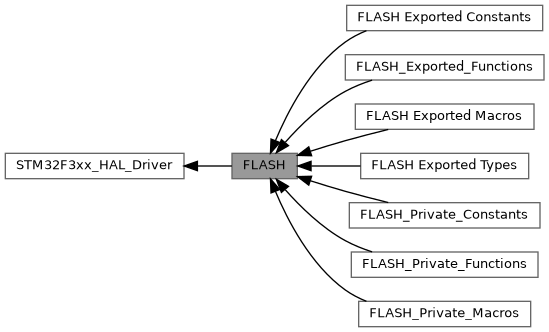 FLASH Exported Constants
FLASH_Exported_Functions
FLASH Exported Macros
STM32F3xx_HAL_Driver
FLASH
FLASH Exported Types
FLASH_Private_Constants
FLASH_Private_Functions
FLASH_Private_Macros